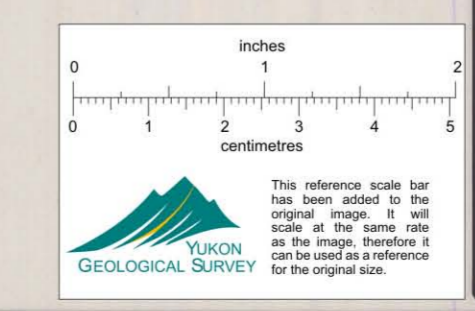 inches
0 1 2
0 1 2 3 4 5
centimetres
This reference scale bar
has been added to the
original image. It will
scale at the same rate
as the image, therefore it
can be used as a reference
for the original size.
YUKON
GEOLOGICAL SURVEY